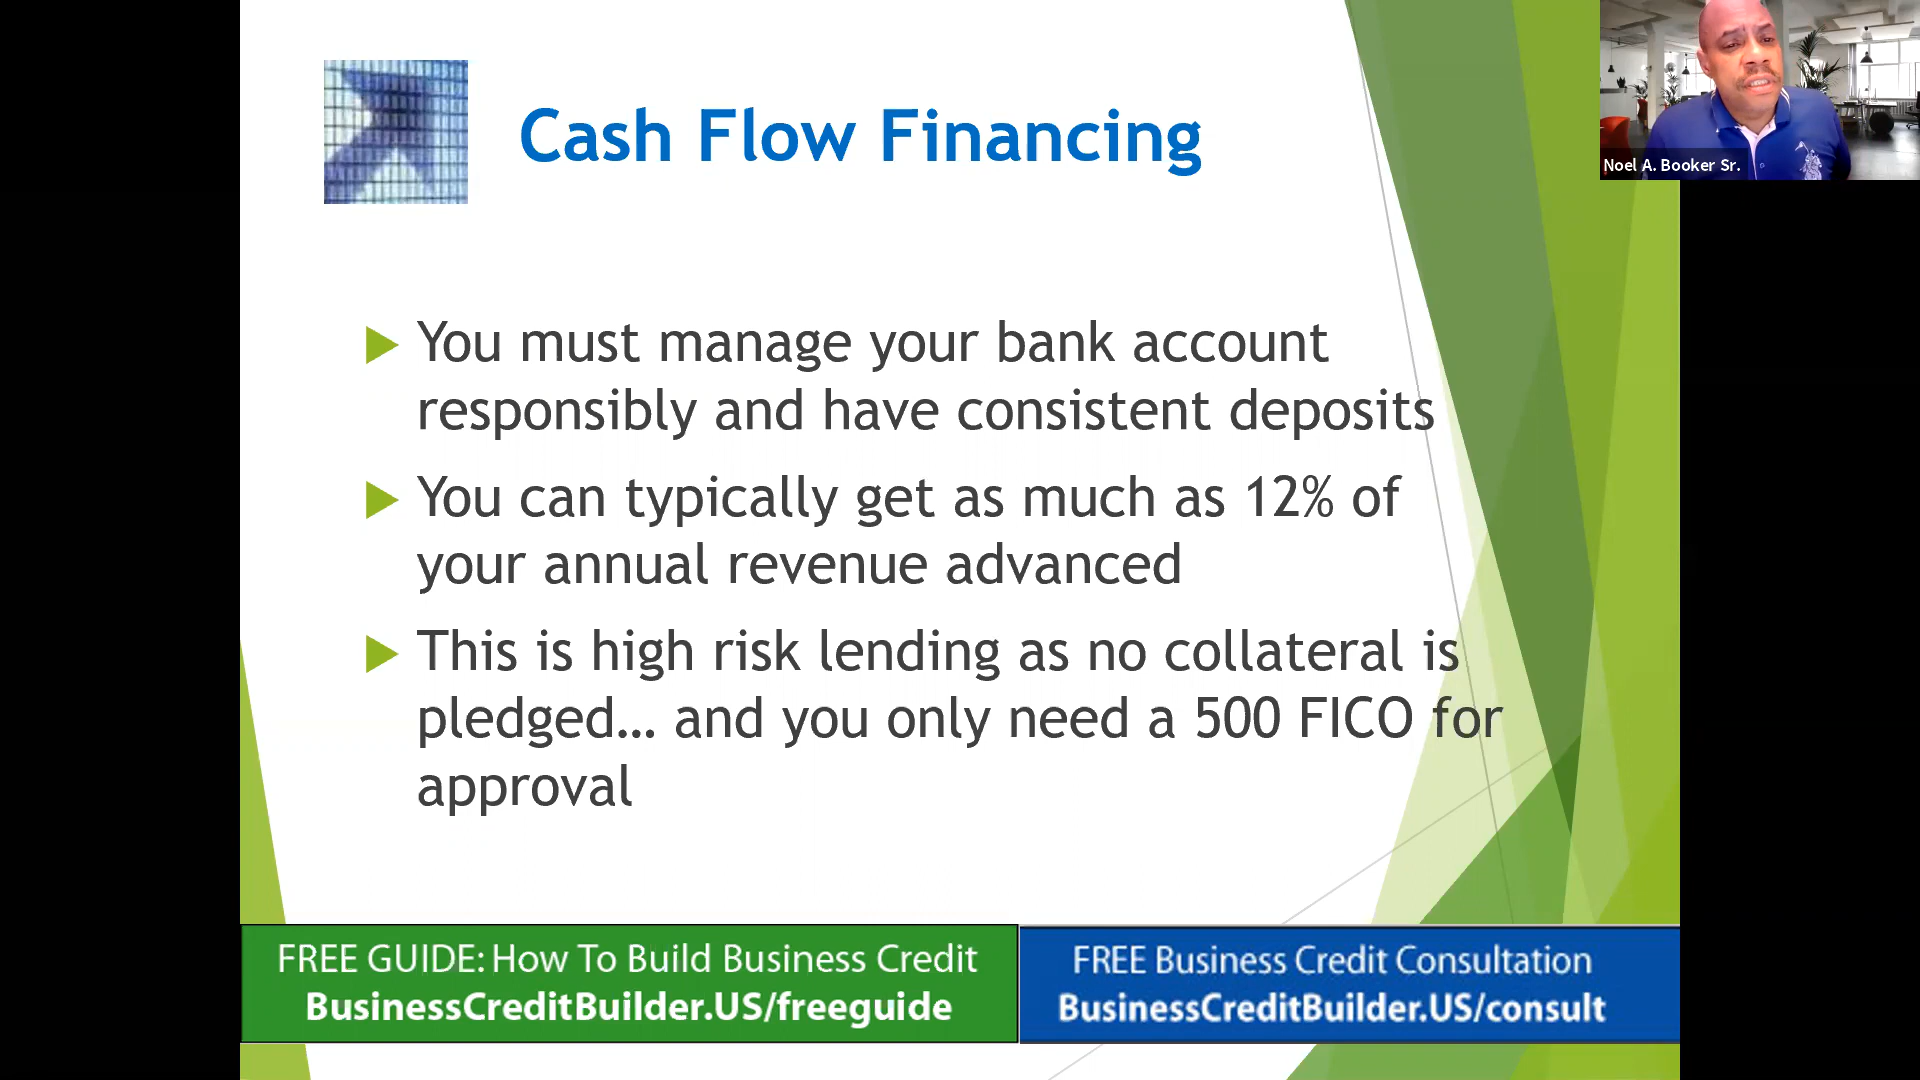 Cash Flow Financing
Noel A. Booker Sr.
You must manage your bank account
responsibly and have consistent deposits
You can typically get as much as 12% of
your annual revenue advanced
This is high risk lending as no collateral is
pledged… and you only need a 500 FICO for
approval
FREE GUIDE: How To Build Business Credit
BusinessCreditBuilder.US/freeguide
FREE Business Credit Consultation
BusinessCreditBuilder.US/consult